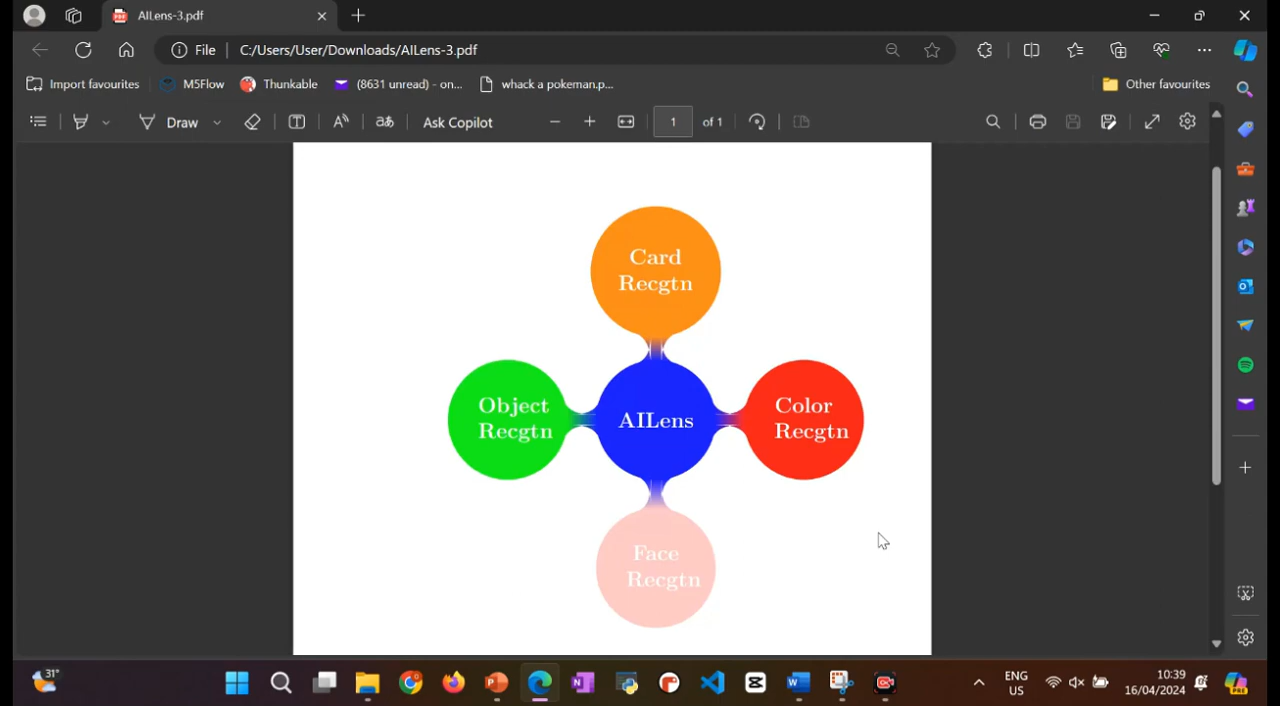 AILens-3.pdf
File
C:/Users/User/Downloads/AILens-3.pdf
Import favourites
M5Flow
Thunkable
(8631 unread) - on...
whack a pokeman.p...
Other favourites
Draw
Ask Copilot
1
of 1
Card
Recgtn
Object
Recgtn
AILens
Color
Recgtn
Face
Recgtn
31°
ENG
US
10:39
16/04/2024